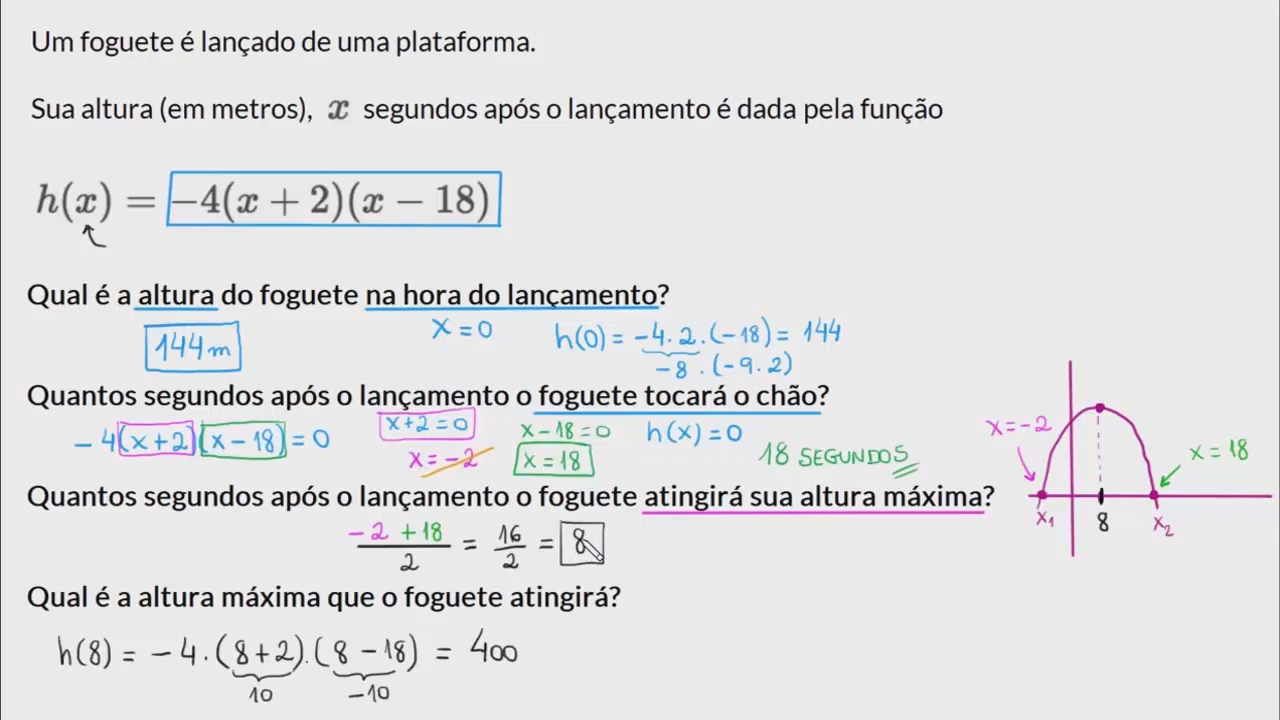 Um foguete é lançado de uma plataforma.
Sua altura (em metros), x segundos após o lançamento é dada pela função
h(x) = −4(x + 2)(x − 18)
Qual é a altura do foguete na hora do lançamento?
144 m
x = 0
h(0) = −4 . 2 . (−18) = 144
−8 . (−9 . 2)
Quantos segundos após o lançamento o foguete tocará o chão?
−4(x+2)(x−18) = 0
x+2 = 0
x = −2
x−18 = 0
x = 18
h(x) = 0
18 SEGUNDOS
x = −2
x = 18
x₁
8
x₂
Quantos segundos após o lançamento o foguete atingirá sua altura máxima?
−2 +18 / 2 = 16 / 2 = 8
Qual é a altura máxima que o foguete atingirá?
h(8) = −4 . (8+2) . (8 −18) = 400
10
−10